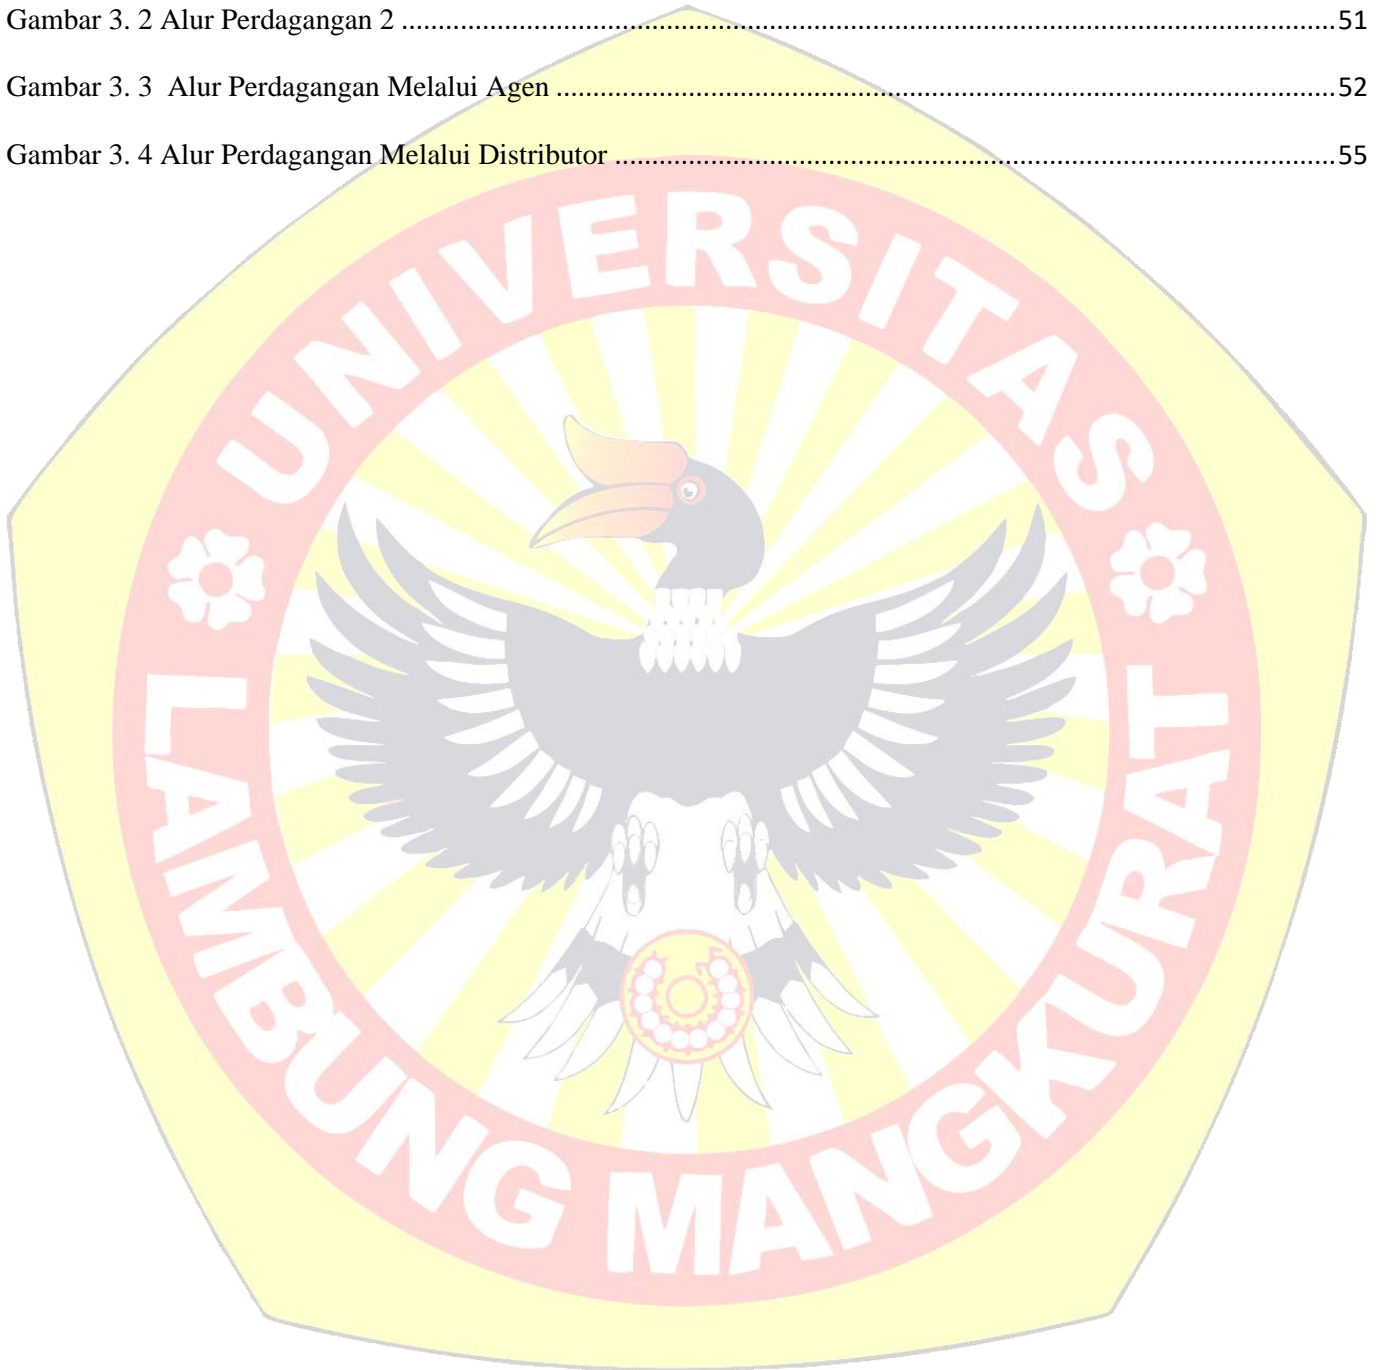 Gambar 3. 2 Alur Perdagangan 2 ........................................................................................................................ 51
Gambar 3. 3  Alur Perdagangan Melalui Agen .................................................................................................... 52
Gambar 3. 4 Alur Perdagangan Melalui Distributor ............................................................................................ 55
UNIVERSITAS
LAMBUNG MANGKURAT